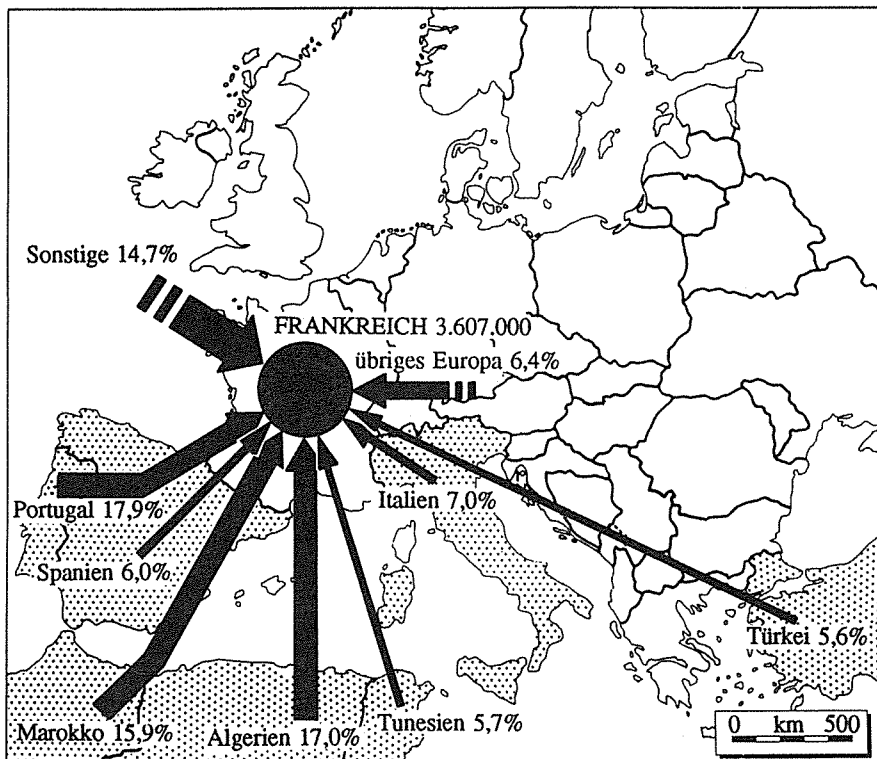 Sonstige 14,7%
FRANKREICH 3.607,000
übriges Europa 6,4%
Portugal 17,9%
Italien 7,0%
Spanien 6,0%
Türkei 5,6%
Marokko 15,9%
Algerien 17,0%
Tunesien 5,7%
0 km 500